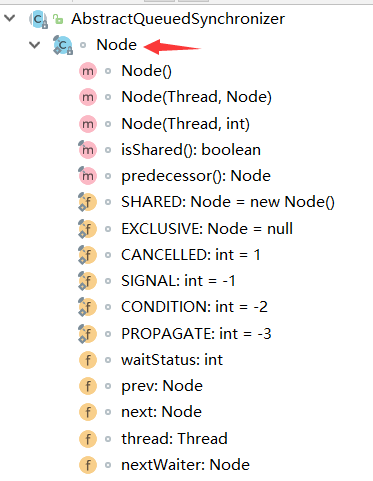 AbstractQueuedSynchronizer
Node
Node()
Node(Thread, Node)
Node(Thread, int)
isShared(): boolean
predecessor(): Node
SHARED: Node = new Node()
EXCLUSIVE: Node = null
CANCELLED: int = 1
SIGNAL: int = -1
CONDITION: int = -2
PROPAGATE: int = -3
waitStatus: int
prev: Node
next: Node
thread: Thread
nextWaiter: Node